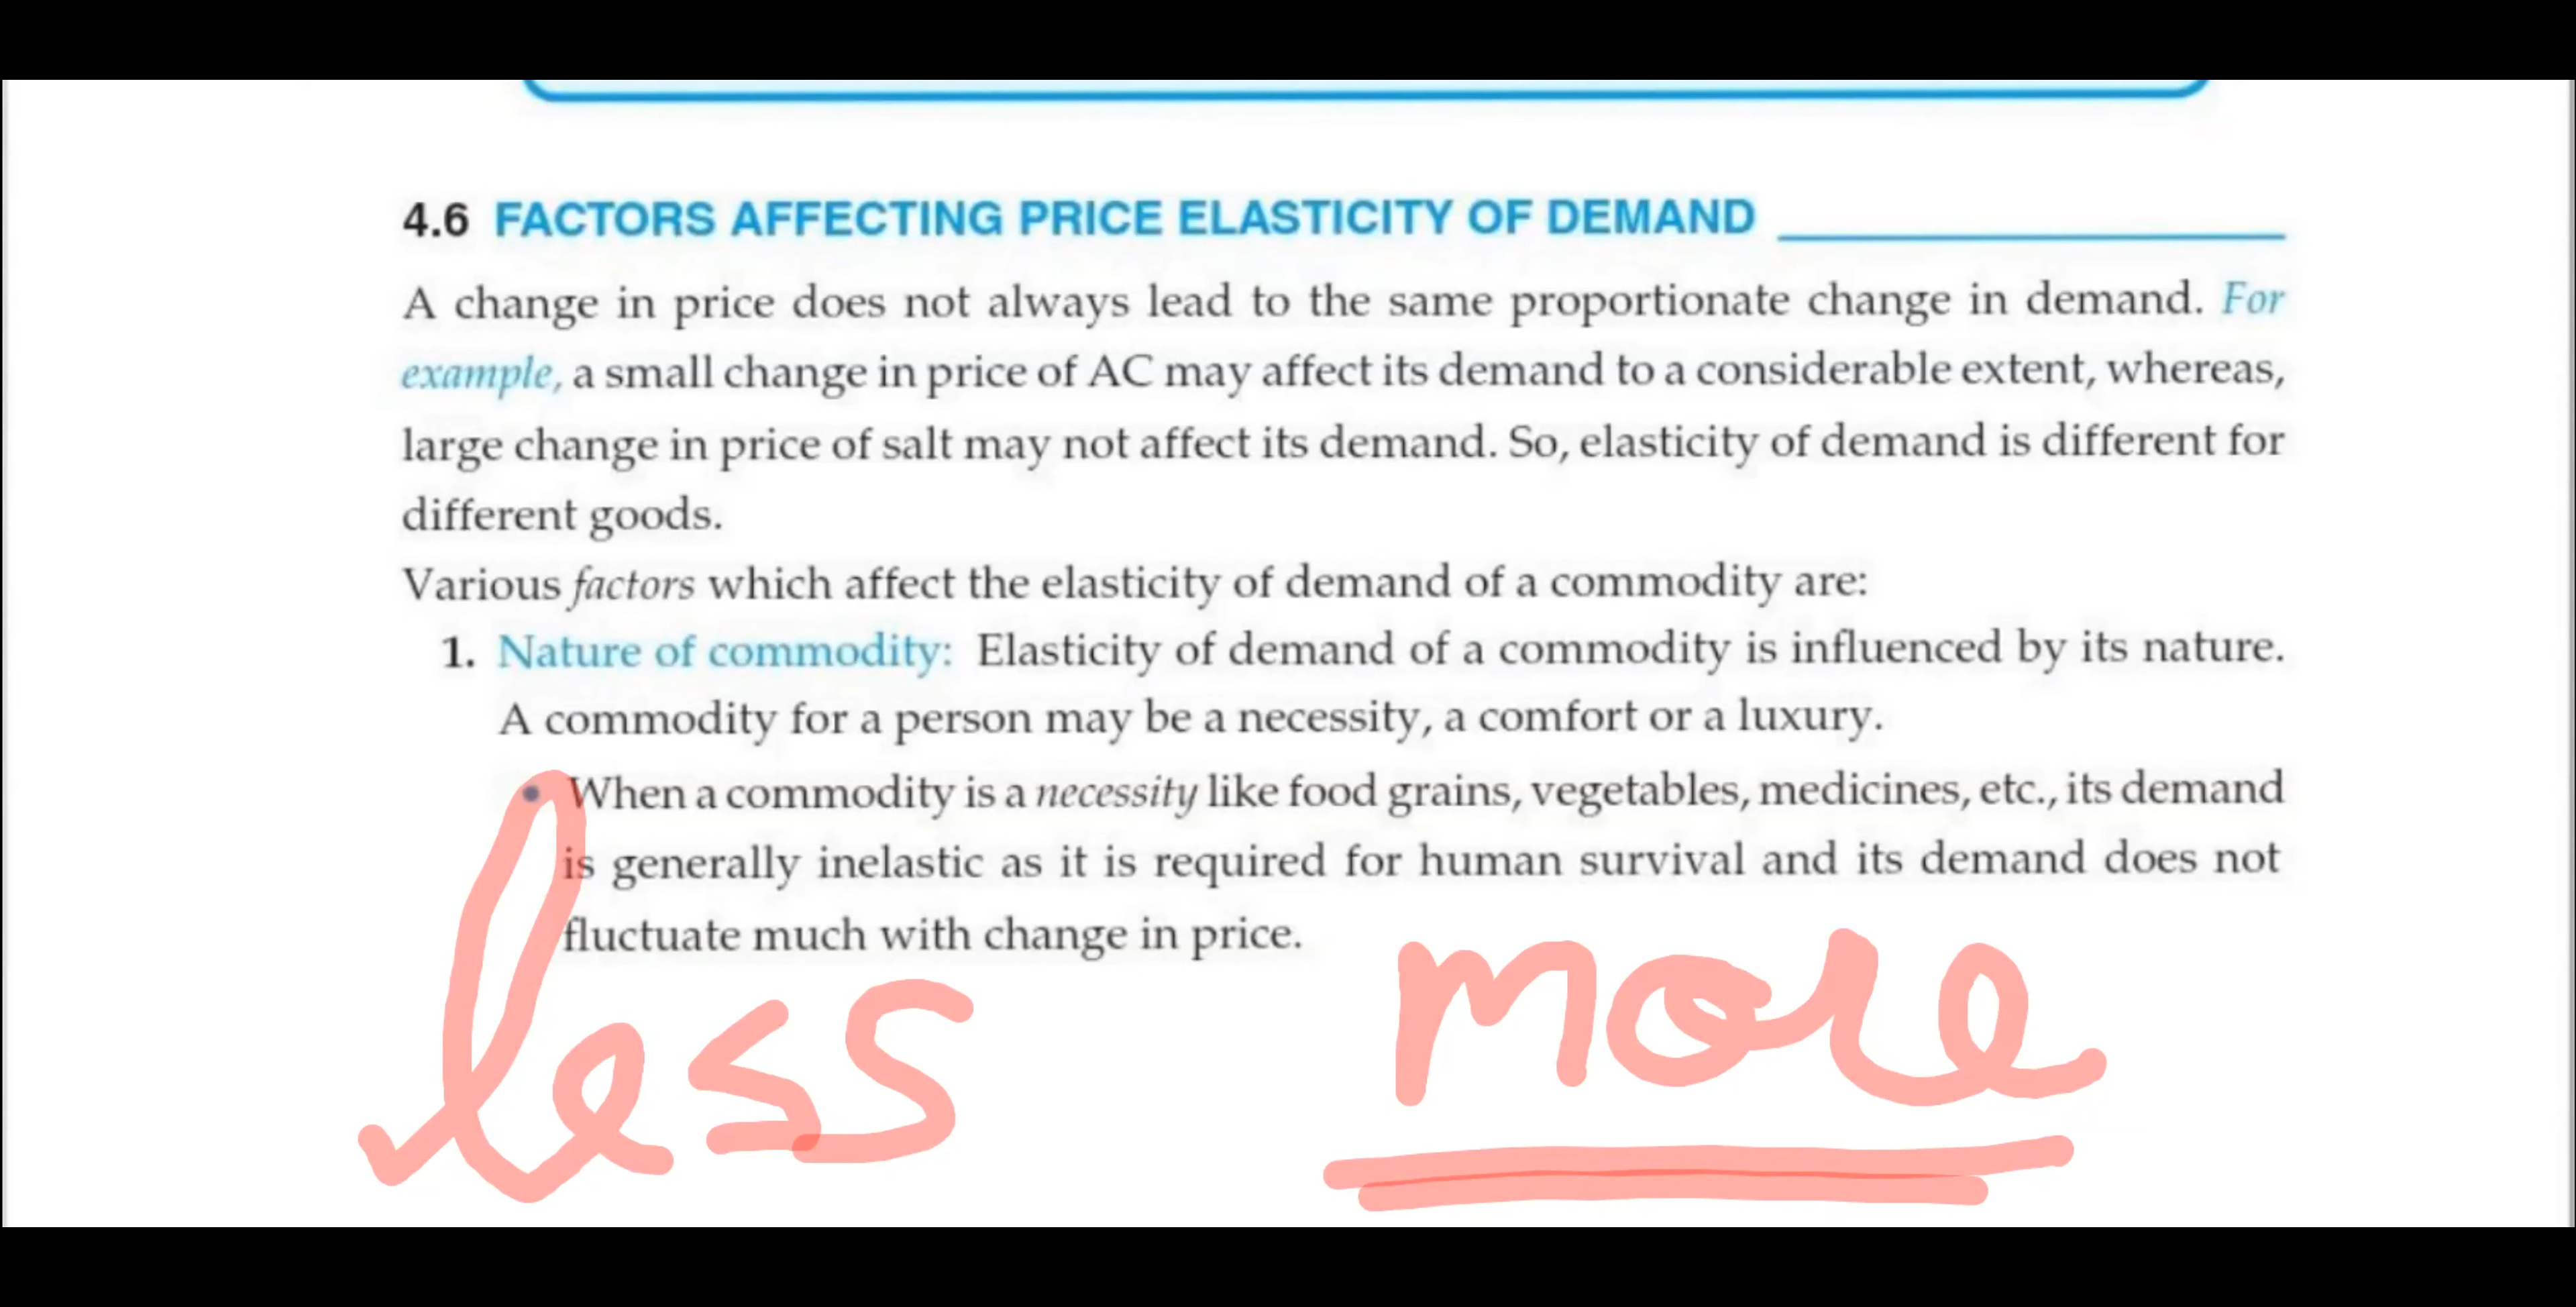 4.6 FACTORS AFFECTING PRICE ELASTICITY OF DEMAND
A change in price does not always lead to the same proportionate change in demand. For
example, a small change in price of AC may affect its demand to a considerable extent, whereas,
large change in price of salt may not affect its demand. So, elasticity of demand is different for
different goods.
Various factors which affect the elasticity of demand of a commodity are:
1. Nature of commodity: Elasticity of demand of a commodity is influenced by its nature.
A commodity for a person may be a necessity, a comfort or a luxury.
• When a commodity is a necessity like food grains, vegetables, medicines, etc., its demand
is generally inelastic as it is required for human survival and its demand does not
fluctuate much with change in price.
less more